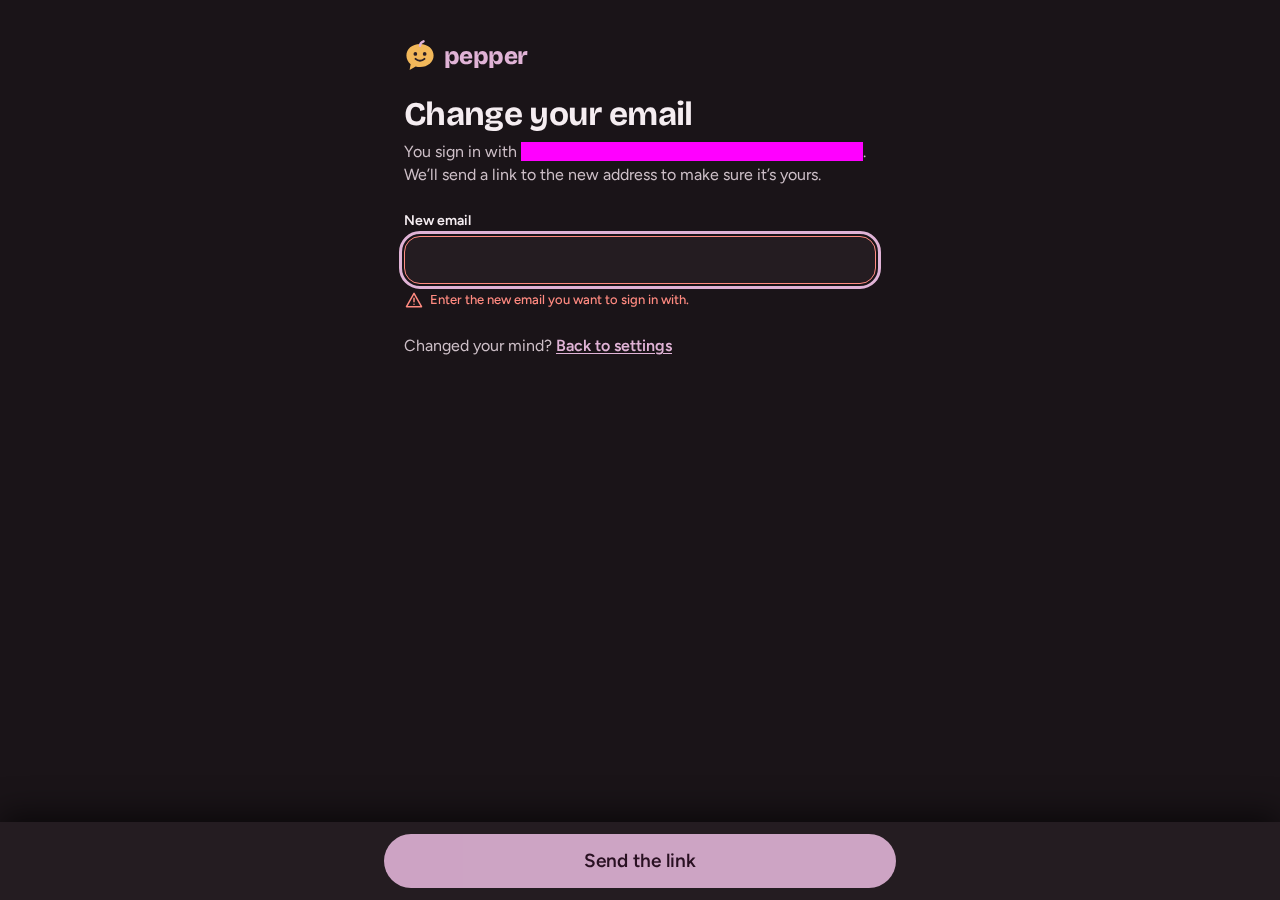 pepper
Change your email
You sign in with .
We’ll send a link to the new address to make sure it’s yours.
New email
Enter the new email you want to sign in with.
Changed your mind? Back to settings
Send the link